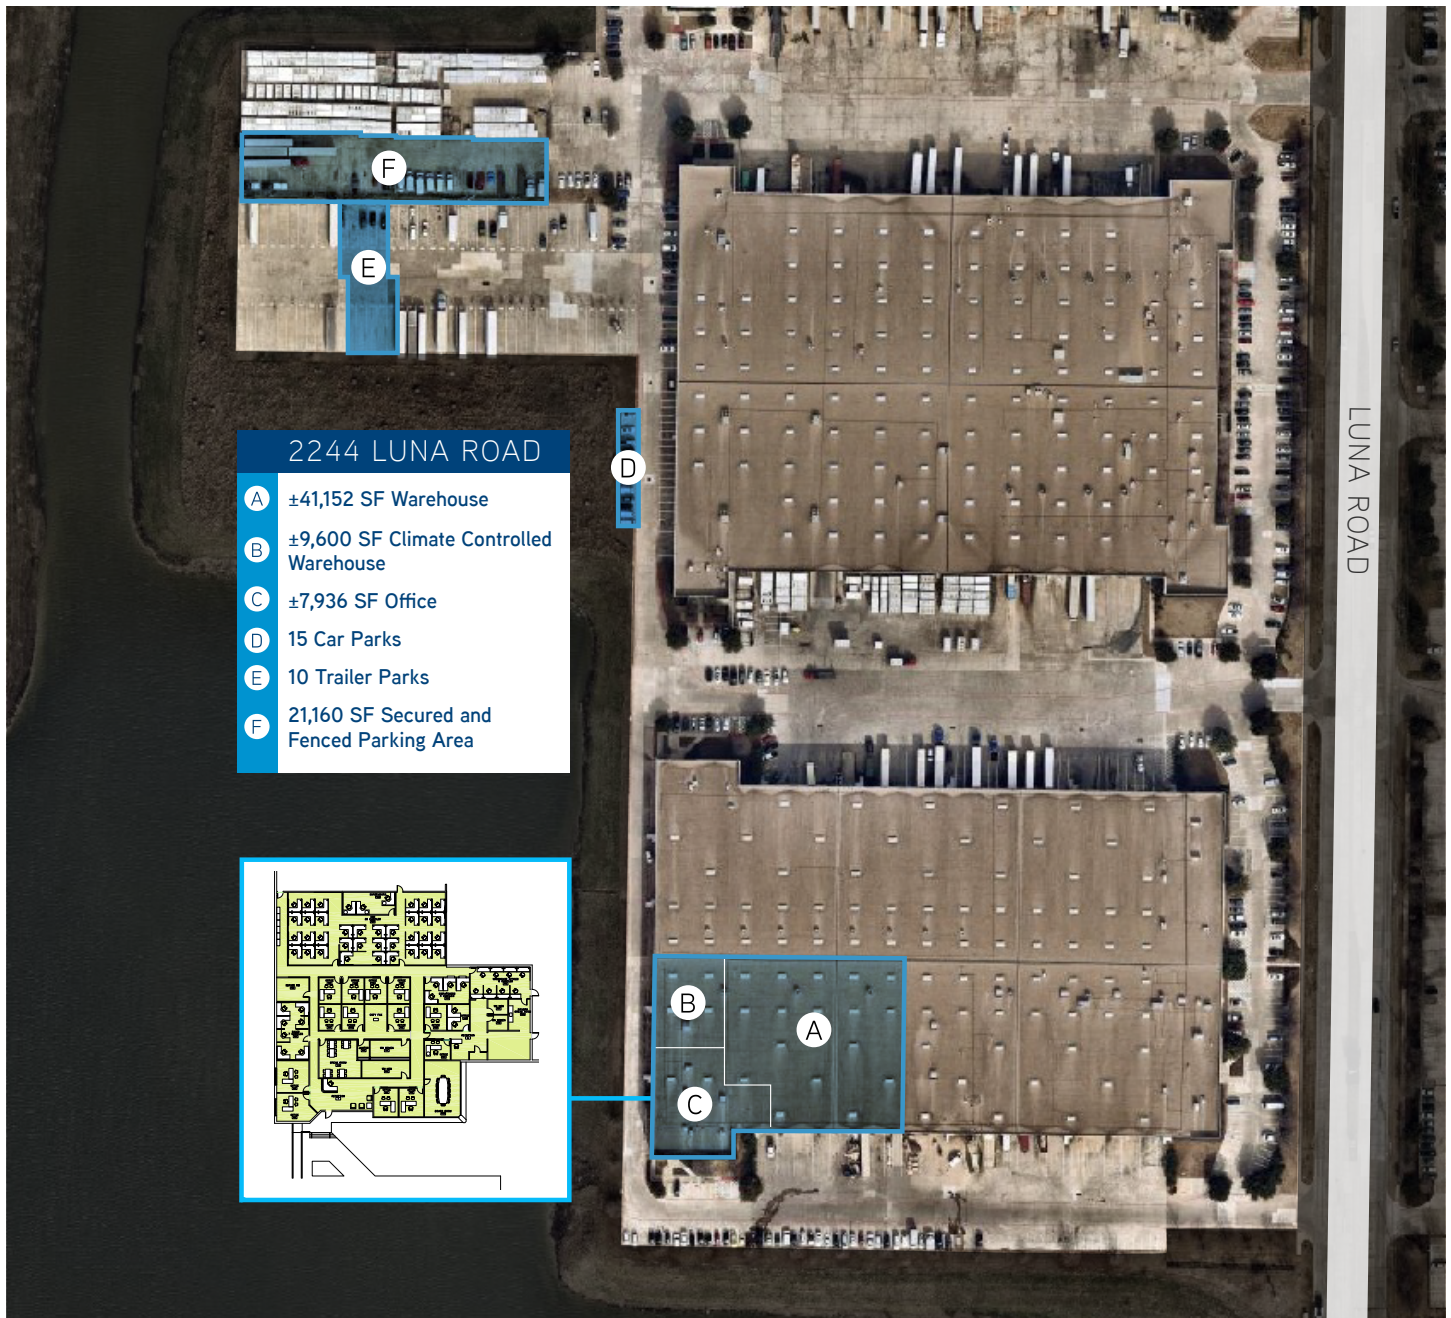 F
E
D
2244 LUNA ROAD
A ±41,152 SF Warehouse
B ±9,600 SF Climate Controlled
Warehouse
C ±7,936 SF Office
D 15 Car Parks
E 10 Trailer Parks
F 21,160 SF Secured and
Fenced Parking Area
LUNA ROAD
B
A
C